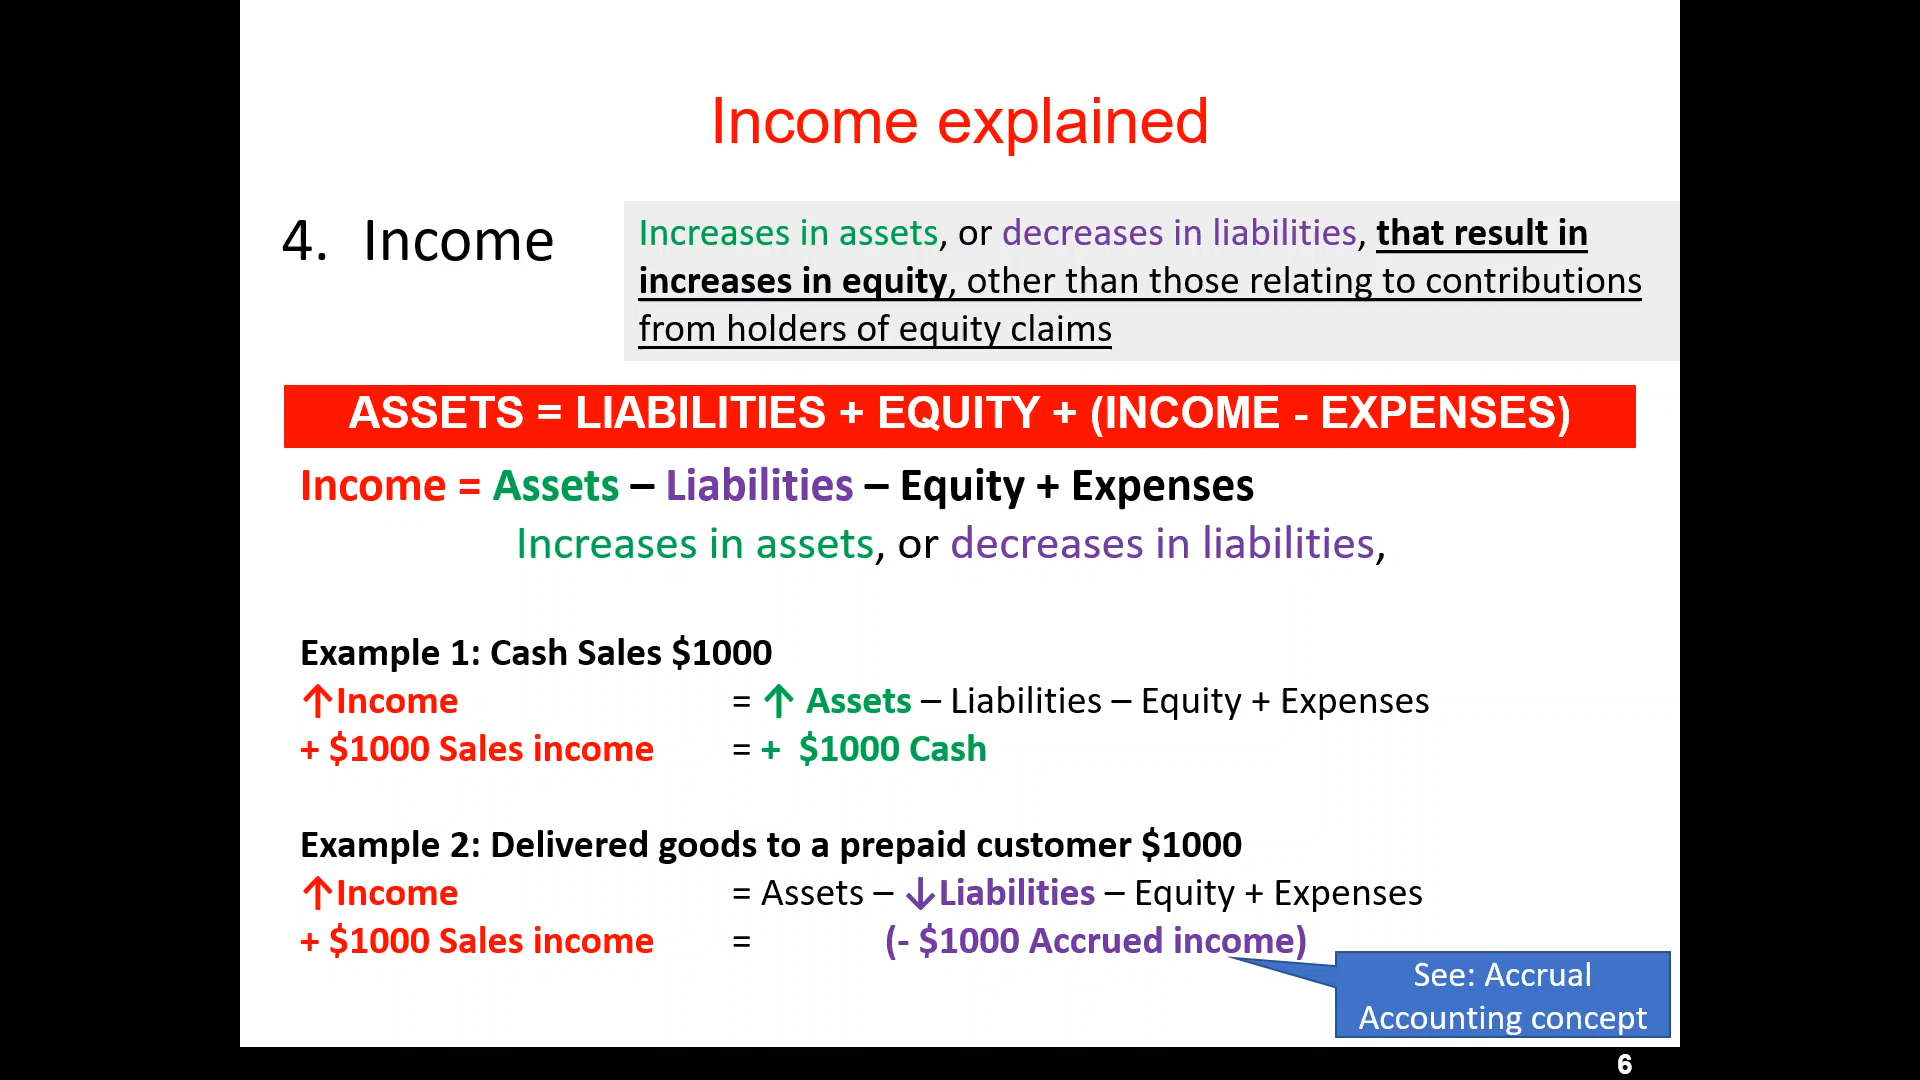 Income explained
4. Income
Increases in assets, or decreases in liabilities, that result in
increases in equity, other than those relating to contributions
from holders of equity claims
ASSETS = LIABILITIES + EQUITY + (INCOME - EXPENSES)
Income = Assets – Liabilities – Equity + Expenses
Increases in assets, or decreases in liabilities,
Example 1: Cash Sales $1000
↑Income = ↑ Assets – Liabilities – Equity + Expenses
+ $1000 Sales income = + $1000 Cash
Example 2: Delivered goods to a prepaid customer $1000
↑Income = Assets – ↓Liabilities – Equity + Expenses
+ $1000 Sales income = (- $1000 Accrued income)
See: Accrual
Accounting concept
6